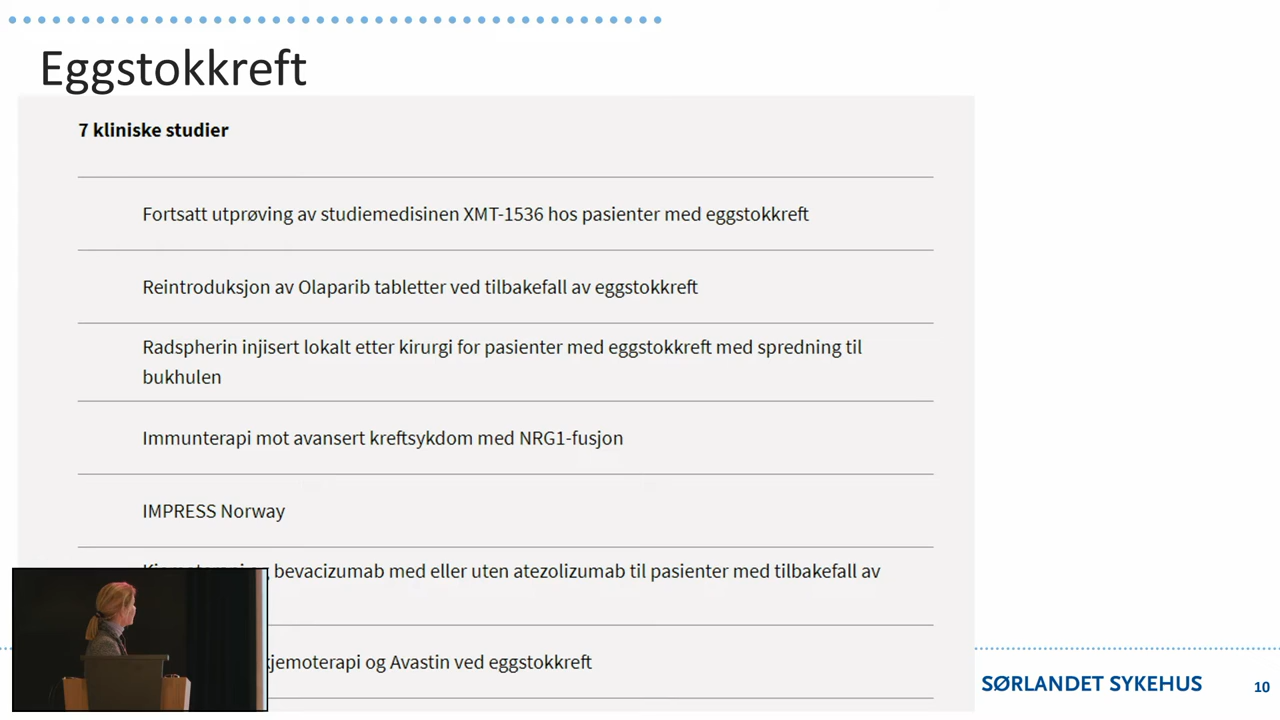 Eggstokkreft
7 kliniske studier
Fortsatt utprøving av studiemedisinen XMT-1536 hos pasienter med eggstokkreft
Reintroduksjon av Olaparib tabletter ved tilbakefall av eggstokkreft
Radspherin injisert lokalt etter kirurgi for pasienter med eggstokkreft med spredning til
bukhulen
Immunterapi mot avansert kreftsykdom med NRG1-fusjon
IMPRESS Norway
bevacizumab med eller uten atezolizumab til pasienter med tilbakefall av
kjemoterapi og Avastin ved eggstokkreft
SØRLANDET SYKEHUS
10